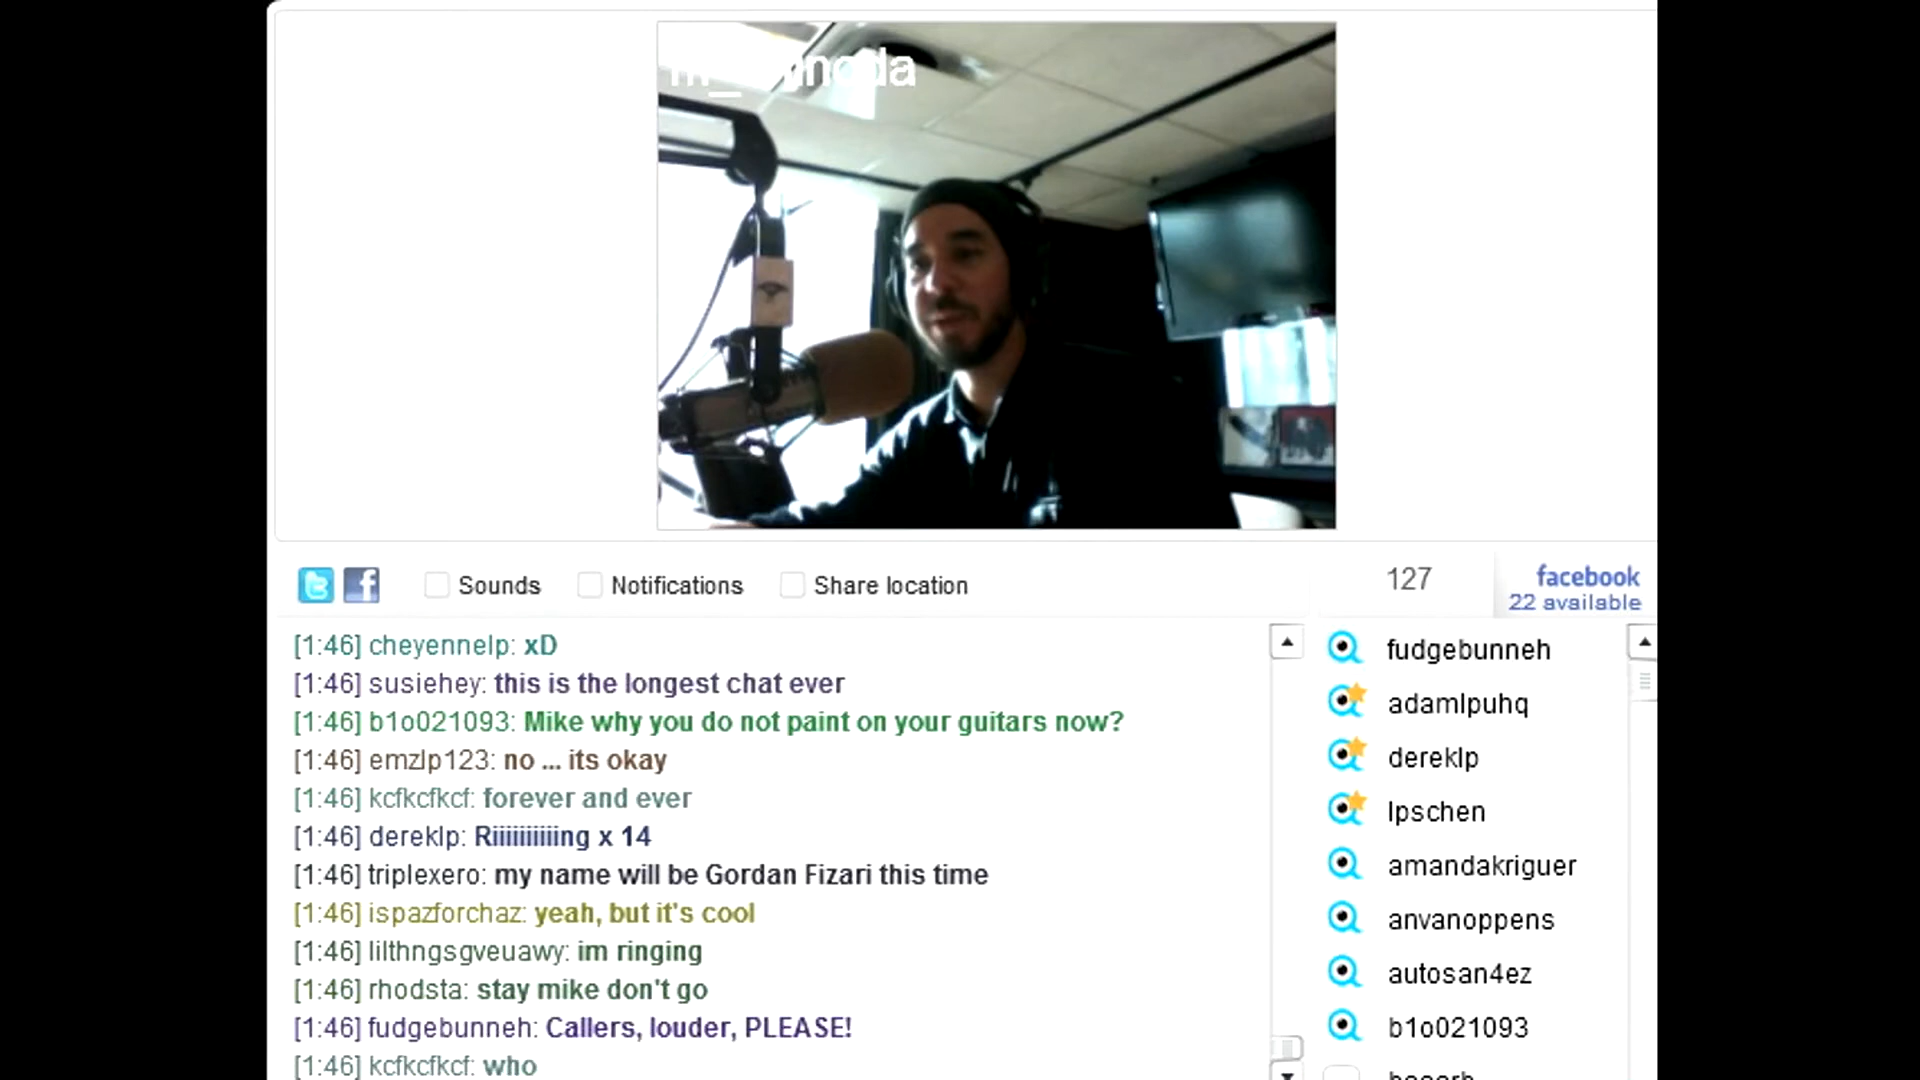 Sounds
Notifications
Share location
127
facebook
22 available
[1:46] cheyennelp: xD
[1:46] susiehey: this is the longest chat ever
[1:46] b1o021093: Mike why you do not paint on your guitars now?
[1:46] emzlp123: no ... its okay
[1:46] kcfkcfkcf: forever and ever
[1:46] dereklp: Riiiiiiiiiing x 14
[1:46] triplexero: my name will be Gordan Fizari this time
[1:46] ispazforchaz: yeah, but it's cool
[1:46] lilthngsgveuawy: im ringing
[1:46] rhodsta: stay mike don't go
[1:46] fudgebunneh: Callers, louder, PLEASE!
[1:46] kcfkcfkcf: who
fudgebunneh
adamlpuhq
dereklp
lpschen
amandakriguer
anvanoppens
autosan4ez
b1o021093